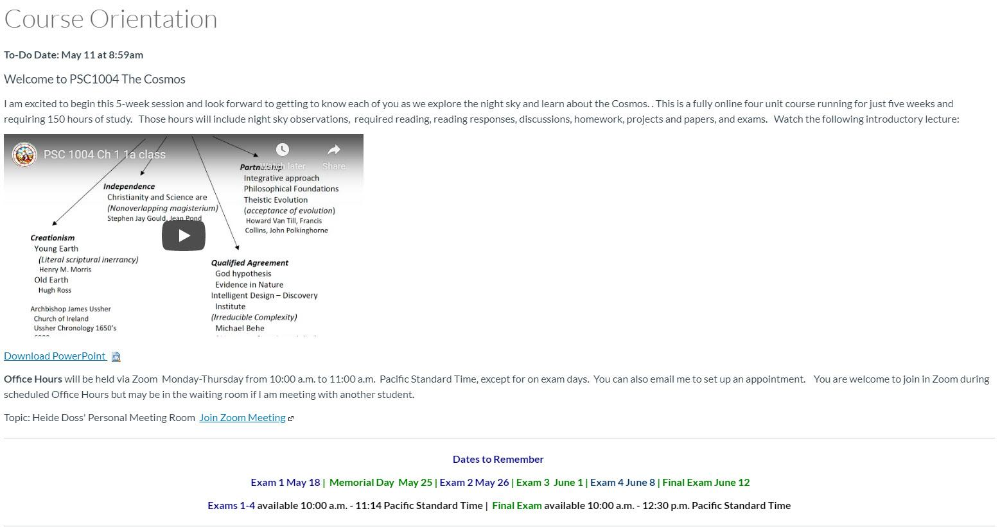 Course Orientation
To-Do Date: May 11 at 8:59am
Welcome to PSC1004 The Cosmos
I am excited to begin this 5-week session and look forward to getting to know each of you as we explore the night sky and learn about the Cosmos. . This is a fully online four unit course running for just five weeks and
requiring 150 hours of study. Those hours will include night sky observations, required reading, reading responses, discussions, homework, projects and papers, and exams. Watch the following introductory lecture:
PSC 1004 Ch 1 1a class
Watch later
Share
Partnership
Integrative approach
Philosophical Foundations
Theistic Evolution
(acceptance of evolution)
Howard Van Till, Francis
Collins, John Polkinghorne
Independence
Christianity and Science are
(Nonoverlapping magisterium)
Stephen Jay Gould, Jean Pond
Creationism
Young Earth
(Literal scriptural inerrancy)
Henry M. Morris
Old Earth
Hugh Ross
Archbishop James Ussher
Church of Ireland
Ussher Chronology 1650's
Qualified Agreement
God hypothesis
Evidence in Nature
Intelligent Design – Discovery
Institute
(Irreducible Complexity)
Michael Behe
Download PowerPoint
Office Hours will be held via Zoom Monday-Thursday from 10:00 a.m. to 11:00 a.m. Pacific Standard Time, except for on exam days. You can also email me to set up an appointment. You are welcome to join in Zoom during
scheduled Office Hours but may be in the waiting room if I am meeting with another student.
Topic: Heide Doss' Personal Meeting Room Join Zoom Meeting
Dates to Remember
Exam 1 May 18 | Memorial Day May 25 | Exam 2 May 26 | Exam 3 June 1 | Exam 4 June 8 | Final Exam June 12
Exams 1-4 available 10:00 a.m. - 11:14 Pacific Standard Time | Final Exam available 10:00 a.m. - 12:30 p.m. Pacific Standard Time